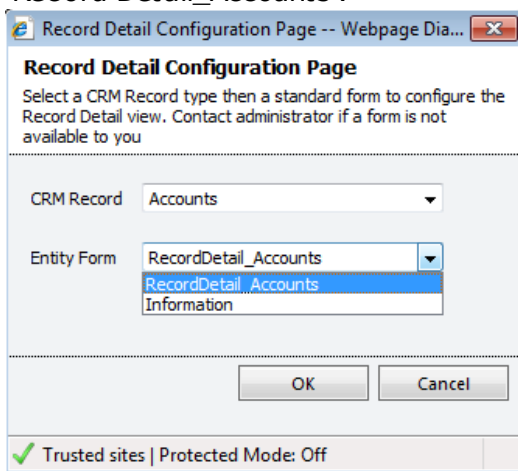 Record Detail_Accounts .
Record Detail Configuration Page -- Webpage Dia...
Record Detail Configuration Page
Select a CRM Record type then a standard form to configure the
Record Detail view. Contact administrator if a form is not
available to you
CRM Record Accounts
Entity Form RecordDetail_Accounts
RecordDetail_Accounts
Information
OK Cancel
Trusted sites | Protected Mode: Off